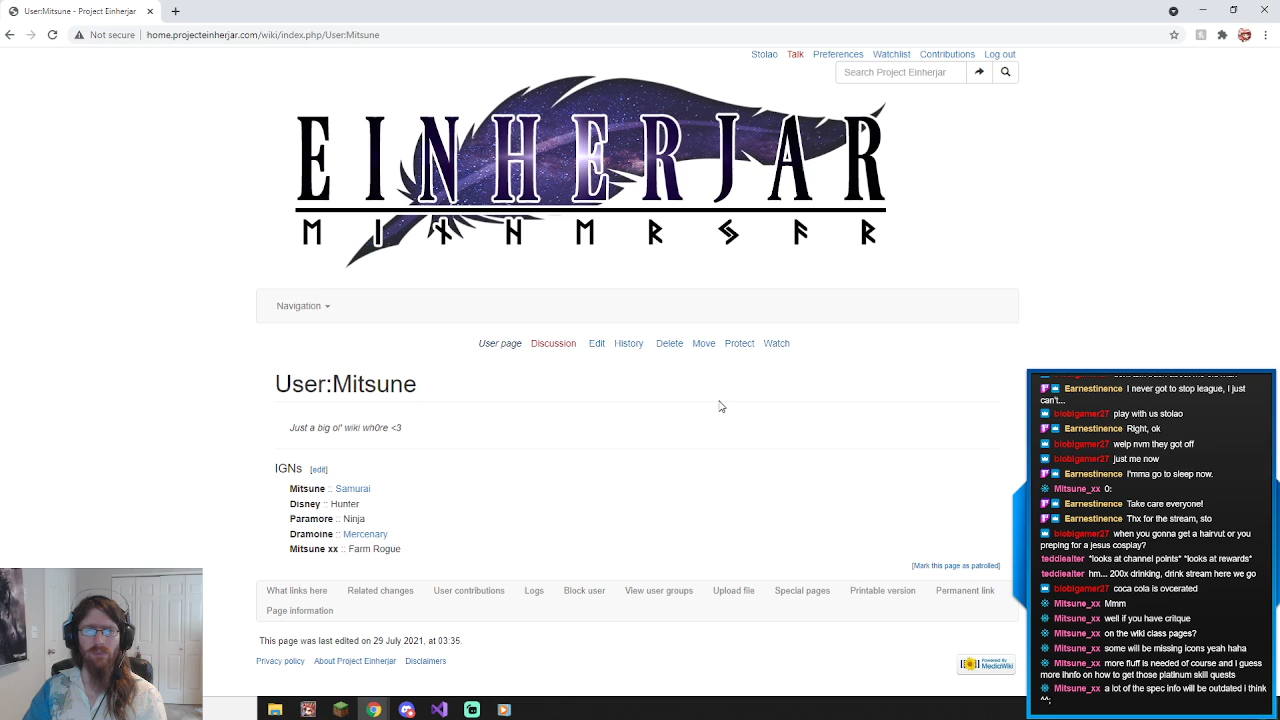 User:Mitsune - Project Einherjar
Not secure | home.projecteinherjar.com/wiki/index.php/User:Mitsune
Stolao Talk Preferences Watchlist Contributions Log out
Search Project Einherjar
EINHERJAR
ᛖ ᛁ ᚾ ᚺ ᛖ ᚱ ᛃ ᚨ ᚱ
Navigation
User page Discussion Edit History Delete Move Protect Watch
User:Mitsune
Just a big ol' wiki wh0re <3
IGNs [edit]
Mitsune :: Samurai
Disney :: Hunter
Paramore :: Ninja
Dramoine :: Mercenary
Mitsune xx :: Farm Rogue
[Mark this page as patrolled]
What links here Related changes User contributions Logs Block user View user groups Upload file Special pages Printable version Permanent link
Page information
This page was last edited on 29 July 2021, at 03:35.
Privacy policy About Project Einherjar Disclaimers
Powered By
MediaWiki
Earnestinence I never got to stop league, I just
can't...
blobigamer27 play with us stolao
Earnestinence Right, ok
blobigamer27 welp nvm they got off
blobigamer27 just me now
Earnestinence I'mma go to sleep now.
Mitsune_xx 0:
Earnestinence Take care everyone!
Earnestinence Thx for the stream, sto
blobigamer27 when you gonna get a hairvut or you
preping for a jesus cosplay?
teddiealter *looks at channel points* *looks at rewards*
teddiealter hm... 200x drinking, drink stream here we go
blobigamer27 coca cola is ovcerated
Mitsune_xx Mmm
Mitsune_xx well if you have critque
Mitsune_xx on the wiki class pages?
Mitsune_xx some will be missing icons yeah haha
Mitsune_xx more fluff is needed of course and I guess
more ihnfo on how to get those platinum skill quests
Mitsune_xx a lot of the spec info will be outdated i think
^^;